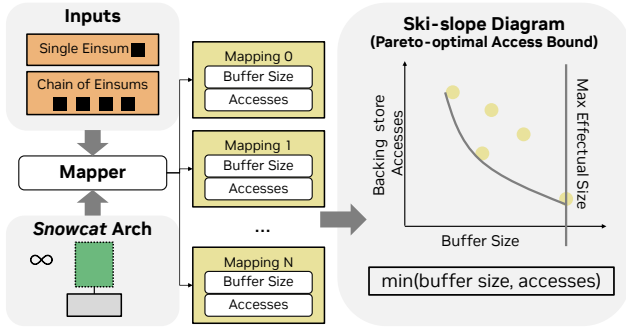 Inputs
Single Einsum
Chain of Einsums
Mapper
Snowcat Arch
∞
Mapping 0
Buffer Size
Accesses
Mapping 1
Buffer Size
Accesses
...
Mapping N
Buffer Size
Accesses
Ski-slope Diagram
(Pareto-optimal Access Bound)
Backing store
Accesses
Max Effectual Size
Buffer Size
min(buffer size, accesses)